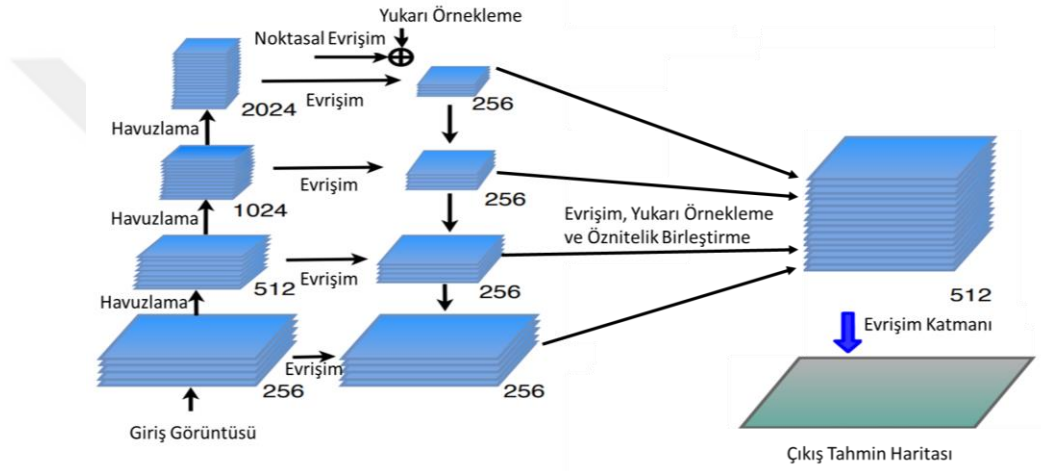 Yukarı Örnekleme
Noktasal Evrişim
2024
Evrişim
256
Havuzlama
1024
Evrişim
256
Havuzlama
Evrişim, Yukarı Örnekleme
ve Öznitelik Birleştirme
512
Evrişim
256
512
Havuzlama
Evrişim Katmanı
256
Evrişim
256
Giriş Görüntüsü
Çıkış Tahmin Haritası